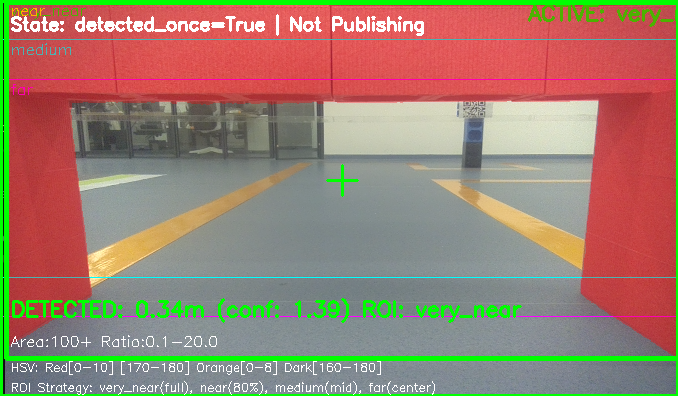 near
State: detected_once=True | Not Publishing
ACTIVE: very_
medium
far
DETECTED: 0.34m (conf: 1.39) ROI: very_near
Area:100+ Ratio:0.1-20.0
HSV: Red[0-10] [170-180] Orange[0-8] Dark[160-180]
ROI Strategy: very_near(full), near(80%), medium(mid), far(center)